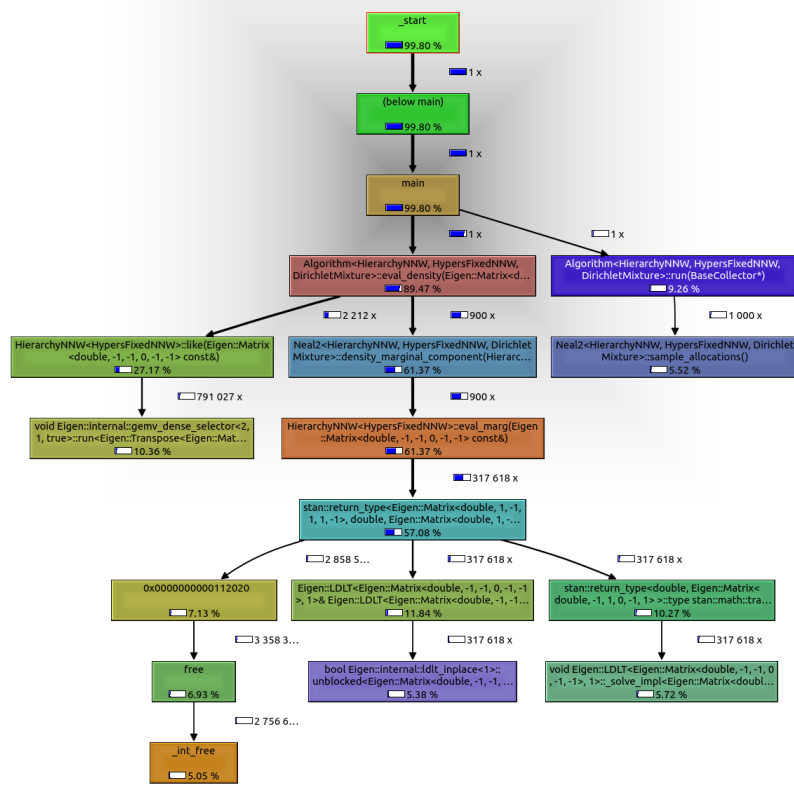 _start
99.80 %
1 x
(below main)
99.80 %
1 x
main
99.80 %
1 x
1 x
Algorithm<HierarchyNNW, HypersFixedNNW,
DirichletMixture>::eval_density(Eigen::Matrix<d...
89.47 %
Algorithm<HierarchyNNW, HypersFixedNNW,
DirichletMixture>::run(BaseCollector*)
9.26 %
2 212 x
900 x
1 000 x
HierarchyNNW<HypersFixedNNW>::like(Eigen::Matrix
<double, -1, -1, 0, -1, -1> const&)
27.17 %
Neal2<HierarchyNNW, HypersFixedNNW, Dirichlet
Mixture>::density_marginal_component(Hierarc...
61.37 %
Neal2<HierarchyNNW, HypersFixedNNW, Dirichlet
Mixture>::sample_allocations()
5.52 %
791 027 x
900 x
void Eigen::internal::gemv_dense_selector<2,
1, true>::run<Eigen::Transpose<Eigen::Mat...
10.36 %
HierarchyNNW<HypersFixedNNW>::eval_marg(Eigen
::Matrix<double, -1, -1, 0, -1, -1> const&)
61.37 %
317 618 x
stan::return_type<Eigen::Matrix<double, 1, -1,
1, 1, -1>, double, Eigen::Matrix<double, 1, -...
57.08 %
2 858 5...
317 618 x
317 618 x
0x0000000000112020
7.13 %
Eigen::LDLT<Eigen::Matrix<double, -1, -1, 0, -1, -1
>, 1>& Eigen::LDLT<Eigen::Matrix<double, -1, -1...
11.84 %
stan::return_type<double, Eigen::Matrix<
double, -1, 1, 0, -1, 1> >::type stan::math::tra...
10.27 %
3 358 3...
317 618 x
317 618 x
free
6.93 %
bool Eigen::internal::ldlt_inplace<1>::
unblocked<Eigen::Matrix<double, -1, -1, ...
5.38 %
void Eigen::LDLT<Eigen::Matrix<double, -1, -1, 0
, -1, -1>, 1>::_solve_impl<Eigen::Matrix<doubl...
5.72 %
2 756 6...
_int_free
5.05 %